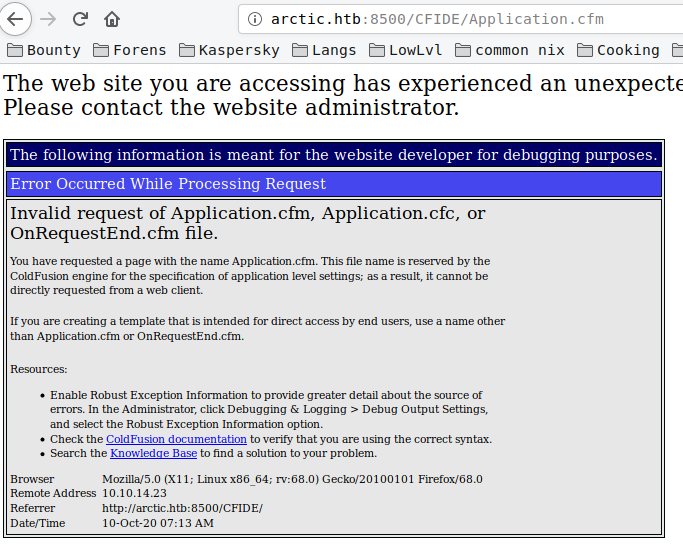 arctic.htb:8500/CFIDE/Application.cfm
Bounty Forens Kaspersky Langs LowLvl common nix Cooking
The web site you are accessing has experienced an
Please contact the website administrator.
The following information is meant for the website developer for debugging purposes.
Error Occurred While Processing Request
Invalid request of Application.cfm, Application.cfc, or
OnRequestEnd.cfm file.
You have requested a page with the name Application.cfm. This file name is reserved by the
ColdFusion engine for the specification of application level settings; as a result, it cannot be
directly requested from a web client.
If you are creating a template that is intended for direct access by end users, use a name other
than Application.cfm or OnRequestEnd.cfm.
Resources:
• Enable Robust Exception Information to provide greater detail about the source of
errors. In the Administrator, click Debugging & Logging > Debug Output Settings,
and select the Robust Exception Information option.
• Check the ColdFusion documentation to verify that you are using the correct syntax.
• Search the Knowledge Base to find a solution to your problem.
Browser Mozilla/5.0 (X11; Linux x86_64; rv:68.0) Gecko/20100101 Firefox/68.0
Remote Address 10.10.14.23
Referrer http://arctic.htb:8500/CFIDE/
Date/Time 10-Oct-20 07:13 AM